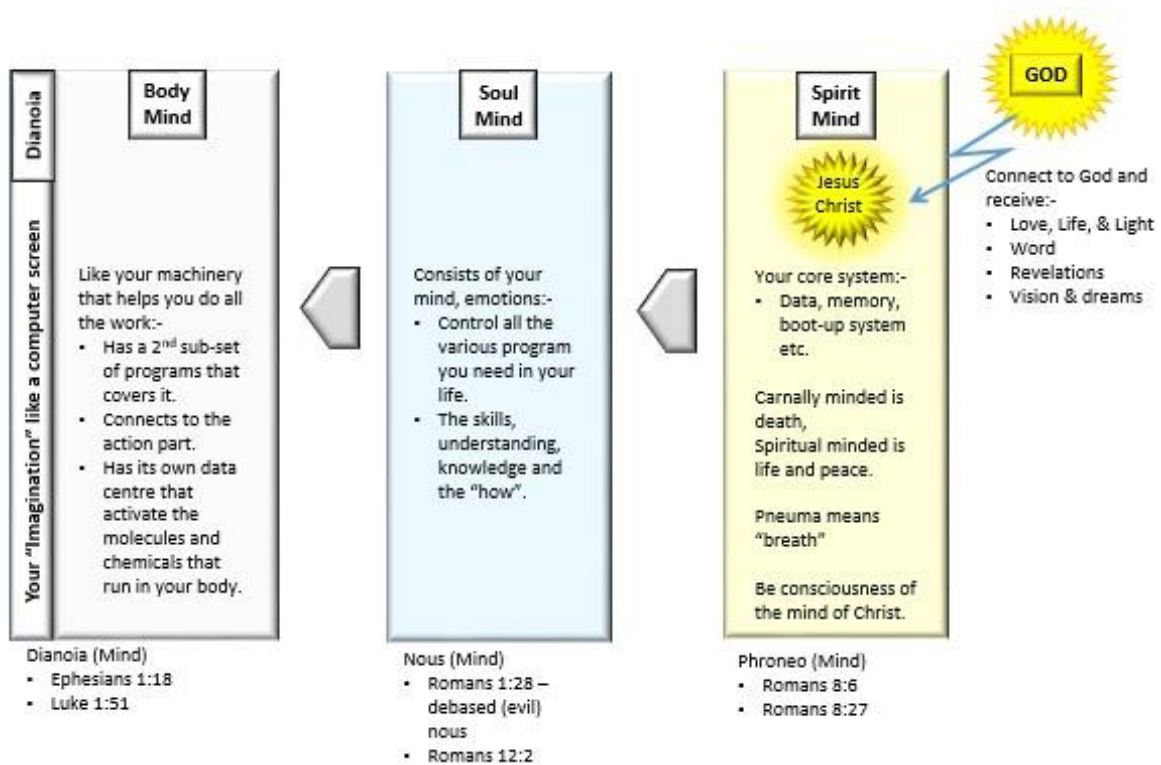 Dianoia
Your "Imagination" like a computer screen
Body
Mind
Like your machinery
that helps you do all
the work:-
▪ Has a 2nd sub-set
of programs that
covers it.
▪ Connects to the
action part.
▪ Has its own data
centre that
activate the
molecules and
chemicals that
run in your body.
Dianoia (Mind)
▪ Ephesians 1:18
▪ Luke 1:51
Soul
Mind
Consists of your
mind, emotions:-
▪ Control all the
various program
you need in your
life.
▪ The skills,
understanding,
knowledge and
the "how".
Nous (Mind)
▪ Romans 1:28 –
debased (evil)
nous
▪ Romans 12:2
Spirit
Mind
Jesus
Christ
Your core system:-
▪ Data, memory,
boot-up system
etc.
Carnally minded is
death,
Spiritual minded is
life and peace.
Pneuma means
"breath"
Be consciousness of
the mind of Christ.
Phroneo (Mind)
▪ Romans 8:6
▪ Romans 8:27
GOD
Connect to God and
receive:-
▪ Love, Life, & Light
▪ Word
▪ Revelations
▪ Vision & dreams